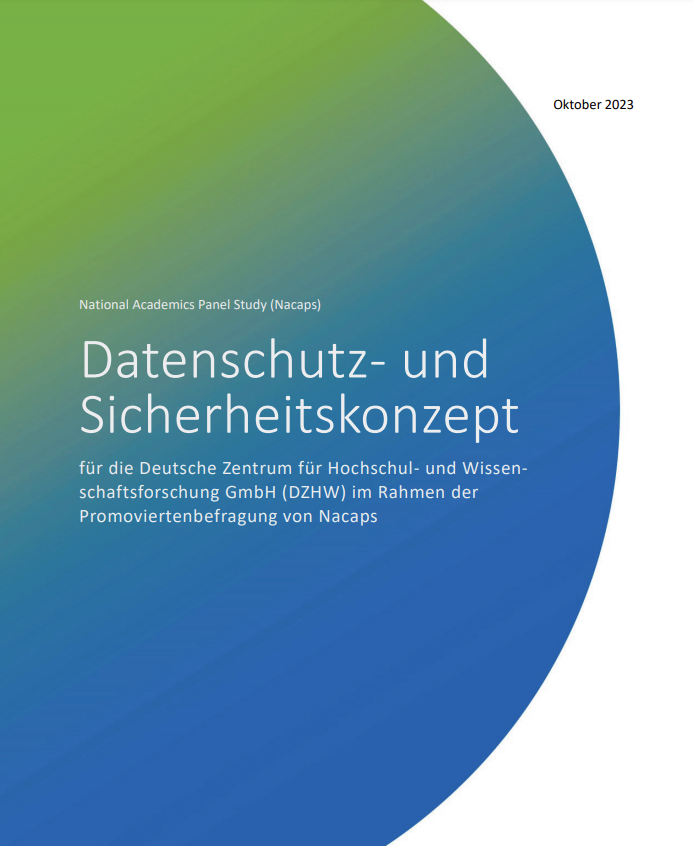 Oktober 2023
National Academics Panel Study (Nacaps)
Datenschutz- und
Sicherheitskonzept
für die Deutsche Zentrum für Hochschul- und Wissen-
schaftsforschung GmbH (DZHW) im Rahmen der
Promoviertenbefragung von Nacaps